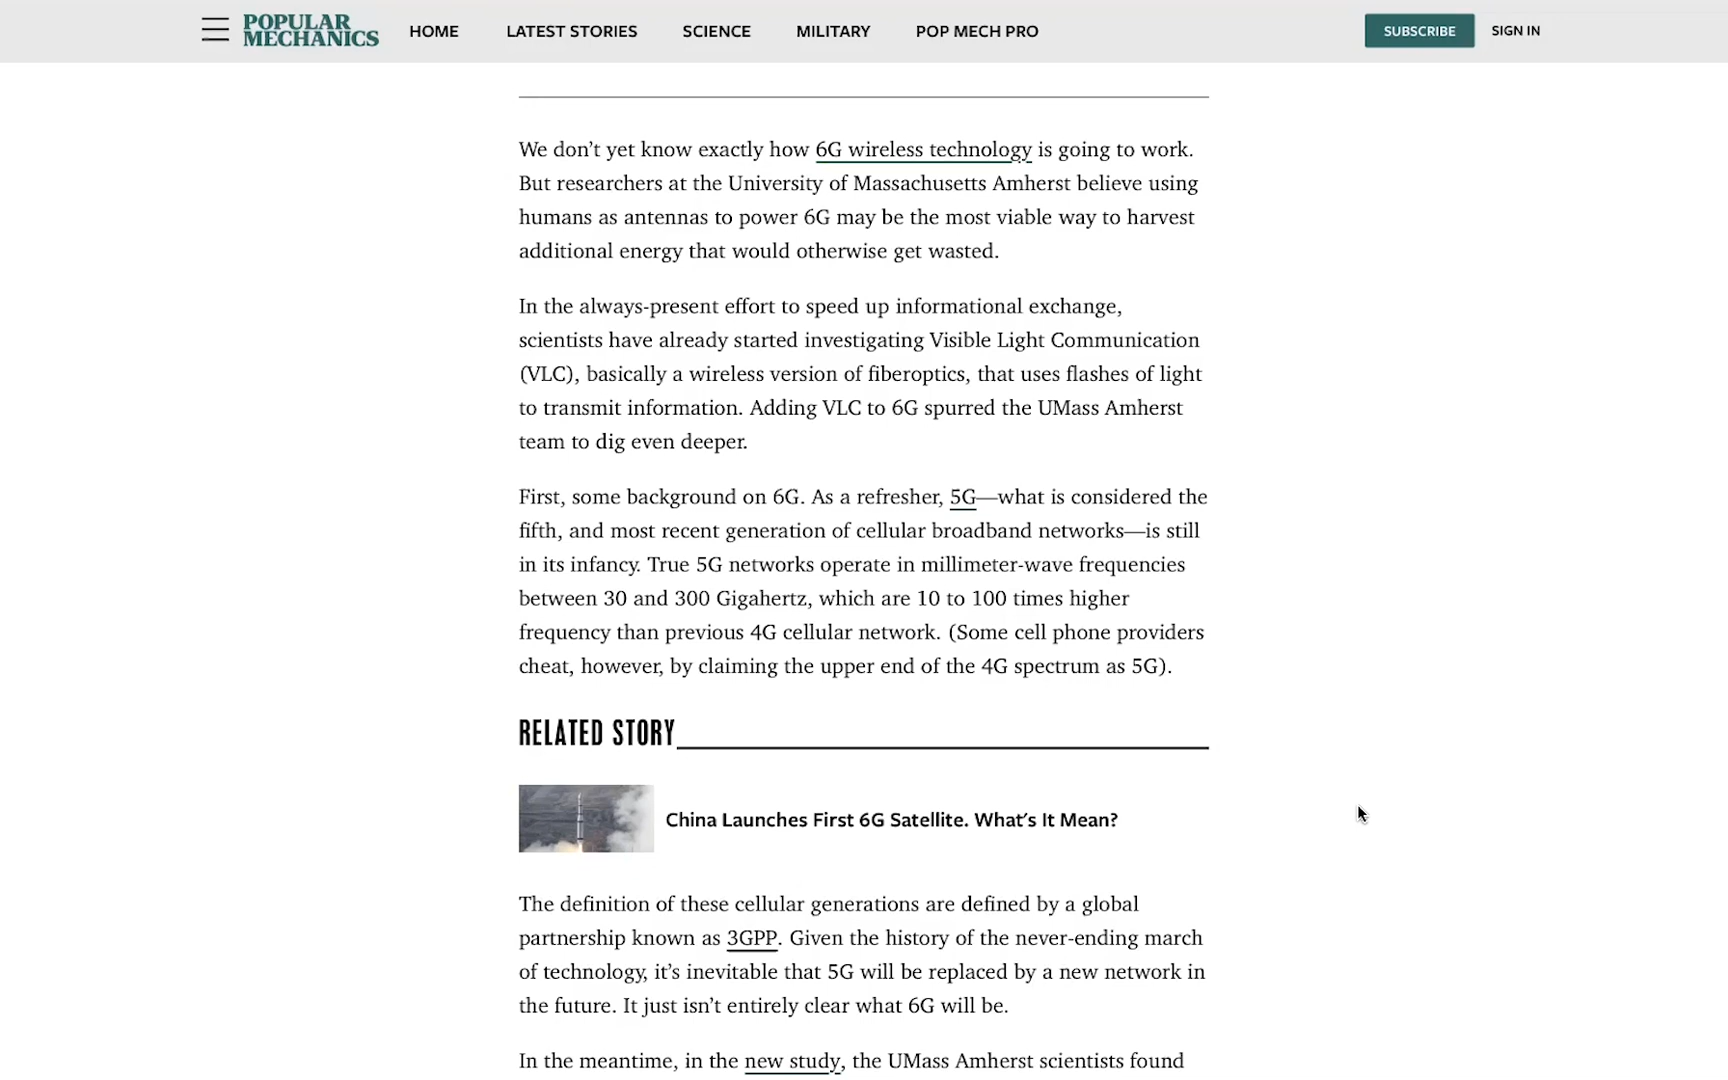 POPULAR
MECHANICS
HOME
LATEST STORIES
SCIENCE
MILITARY
POP MECH PRO
SUBSCRIBE
SIGN IN
We don’t yet know exactly how 6G wireless technology is going to work.
But researchers at the University of Massachusetts Amherst believe using
humans as antennas to power 6G may be the most viable way to harvest
additional energy that would otherwise get wasted.
In the always-present effort to speed up informational exchange,
scientists have already started investigating Visible Light Communication
(VLC), basically a wireless version of fiberoptics, that uses flashes of light
to transmit information. Adding VLC to 6G spurred the UMass Amherst
team to dig even deeper.
First, some background on 6G. As a refresher, 5G—what is considered the
fifth, and most recent generation of cellular broadband networks—is still
in its infancy. True 5G networks operate in millimeter-wave frequencies
between 30 and 300 Gigahertz, which are 10 to 100 times higher
frequency than previous 4G cellular network. (Some cell phone providers
cheat, however, by claiming the upper end of the 4G spectrum as 5G).
RELATED STORY
China Launches First 6G Satellite. What’s It Mean?
The definition of these cellular generations are defined by a global
partnership known as 3GPP. Given the history of the never-ending march
of technology, it’s inevitable that 5G will be replaced by a new network in
the future. It just isn’t entirely clear what 6G will be.
In the meantime, in the new study, the UMass Amherst scientists found